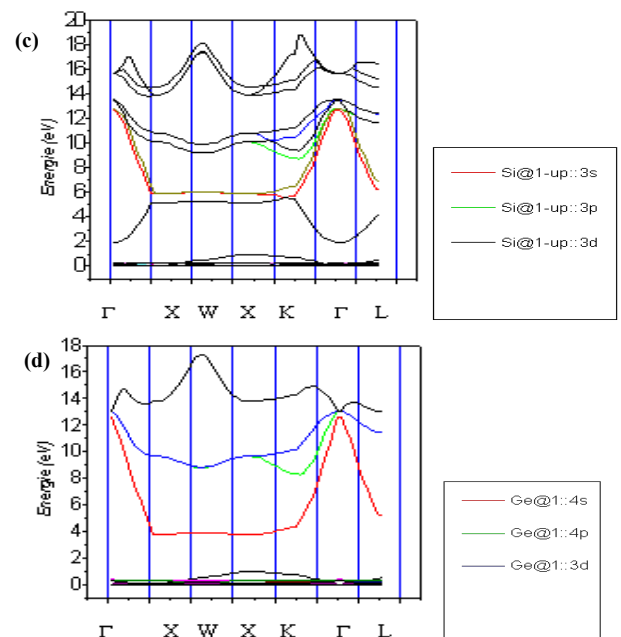 (c)
Energie (eV)
20
18
16
14
12
10
8
6
4
2
0
Γ X W X K Γ L
Si@1-up::3s
Si@1-up::3p
Si@1-up::3d
(d)
Energie (eV)
18
16
14
12
10
8
6
4
2
0
Γ X W X K Γ L
Ge@1::4s
Ge@1::4p
Ge@1::3d